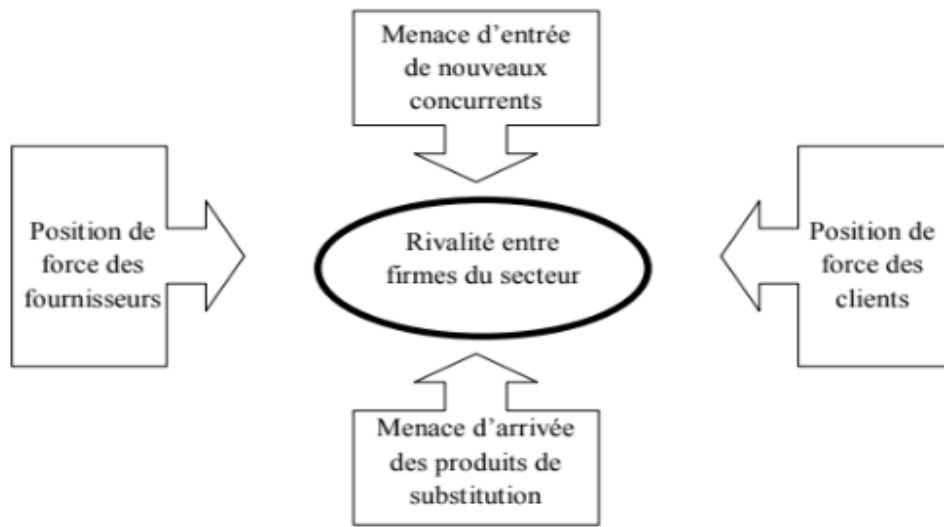 Menace d'entrée
de nouveaux
concurrents
Position de
force des
fournisseurs
Rivalité entre
firmes du secteur
Position de
force des
clients
Menace d'arrivée
des produits de
substitution